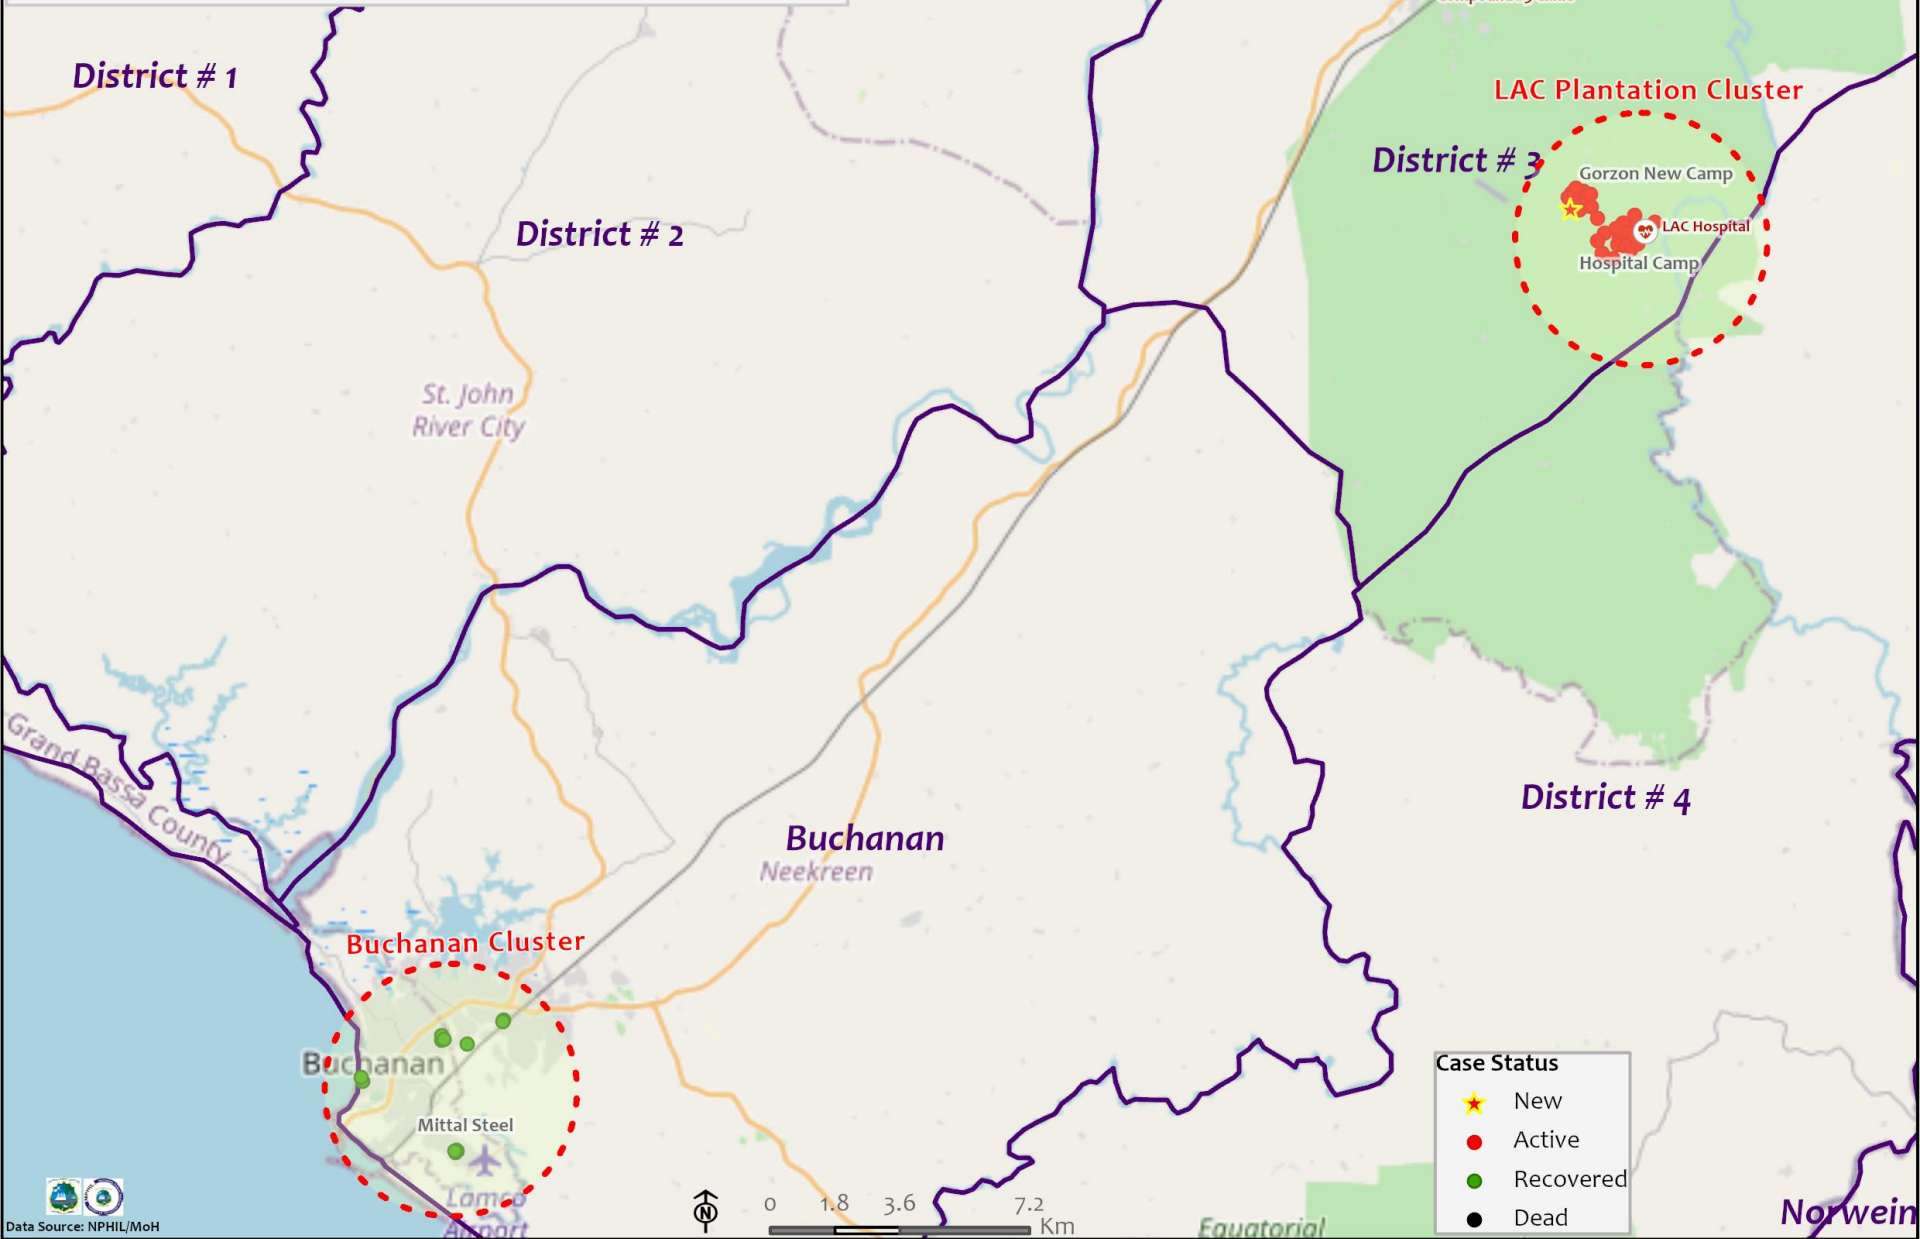 District # 1
LAC Plantation Cluster
District # 3
Gorzon New Camp
District # 2
LAC Hospital
Hospital Camp
St. John
River City
Grand Bassa County
District # 4
Buchanan
Neekreen
Buchanan Cluster
Buchanan
Mittal Steel
Lamco
Airport
Case Status
New
Active
Recovered
Dead
0 1.8 3.6 7.2
Km
N
Equatorial
Norwein
Data Source: NPHIL/MoH